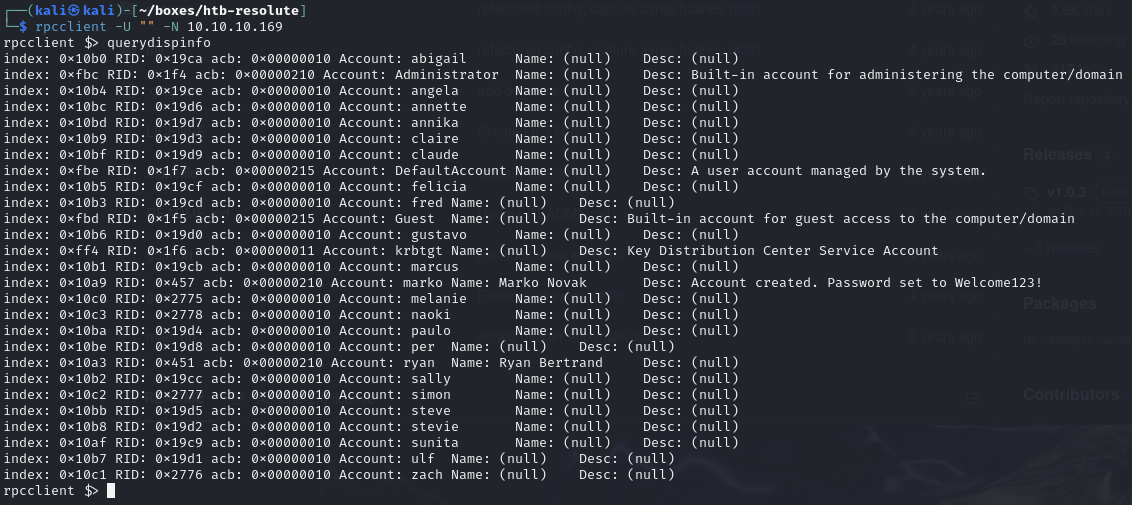 ┌──(kali㉿kali)-[~/boxes/htb-resolute]
└─$ rpcclient -U "" -N 10.10.10.169
rpcclient $> querydispinfo
index: 0×10b0 RID: 0×19ca acb: 0×00000010 Account: abigail Name: (null) Desc: (null)
index: 0×fbc RID: 0×1f4 acb: 0×00000210 Account: Administrator Name: (null) Desc: Built-in account for administering the computer/domain
index: 0×10b4 RID: 0×19ce acb: 0×00000010 Account: angela Name: (null) Desc: (null)
index: 0×10bc RID: 0×19d6 acb: 0×00000010 Account: annette Name: (null) Desc: (null)
index: 0×10bd RID: 0×19d7 acb: 0×00000010 Account: annika Name: (null) Desc: (null)
index: 0×10b9 RID: 0×19d3 acb: 0×00000010 Account: claire Name: (null) Desc: (null)
index: 0×10bf RID: 0×19d9 acb: 0×00000010 Account: claude Name: (null) Desc: (null)
index: 0×fbe RID: 0×1f7 acb: 0×00000215 Account: DefaultAccount Name: (null) Desc: A user account managed by the system.
index: 0×10b5 RID: 0×19cf acb: 0×00000010 Account: felicia Name: (null) Desc: (null)
index: 0×10b3 RID: 0×19cd acb: 0×00000010 Account: fred Name: (null) Desc: (null)
index: 0×fbd RID: 0×1f5 acb: 0×00000215 Account: Guest Name: (null) Desc: Built-in account for guest access to the computer/domain
index: 0×10b6 RID: 0×19d0 acb: 0×00000010 Account: gustavo Name: (null) Desc: (null)
index: 0×ff4 RID: 0×1f6 acb: 0×00000011 Account: krbtgt Name: (null) Desc: Key Distribution Center Service Account
index: 0×10b1 RID: 0×19cb acb: 0×00000010 Account: marcus Name: (null) Desc: (null)
index: 0×10a9 RID: 0×457 acb: 0×00000210 Account: marko Name: Marko Novak Desc: Account created. Password set to Welcome123!
index: 0×10c0 RID: 0×2775 acb: 0×00000010 Account: melanie Name: (null) Desc: (null)
index: 0×10c3 RID: 0×2778 acb: 0×00000010 Account: naoki Name: (null) Desc: (null)
index: 0×10ba RID: 0×19d4 acb: 0×00000010 Account: paulo Name: (null) Desc: (null)
index: 0×10be RID: 0×19d8 acb: 0×00000010 Account: per Name: (null) Desc: (null)
index: 0×10a3 RID: 0×451 acb: 0×00000210 Account: ryan Name: Ryan Bertrand Desc: (null)
index: 0×10b2 RID: 0×19cc acb: 0×00000010 Account: sally Name: (null) Desc: (null)
index: 0×10c2 RID: 0×2777 acb: 0×00000010 Account: simon Name: (null) Desc: (null)
index: 0×10bb RID: 0×19d5 acb: 0×00000010 Account: steve Name: (null) Desc: (null)
index: 0×10b8 RID: 0×19d2 acb: 0×00000010 Account: stevie Name: (null) Desc: (null)
index: 0×10af RID: 0×19c9 acb: 0×00000010 Account: sunita Name: (null) Desc: (null)
index: 0×10b7 RID: 0×19d1 acb: 0×00000010 Account: ulf Name: (null) Desc: (null)
index: 0×10c1 RID: 0×2776 acb: 0×00000010 Account: zach Name: (null) Desc: (null)
rpcclient $>
Report repository
Releases 4
v1.0.3
Packages
Contributors